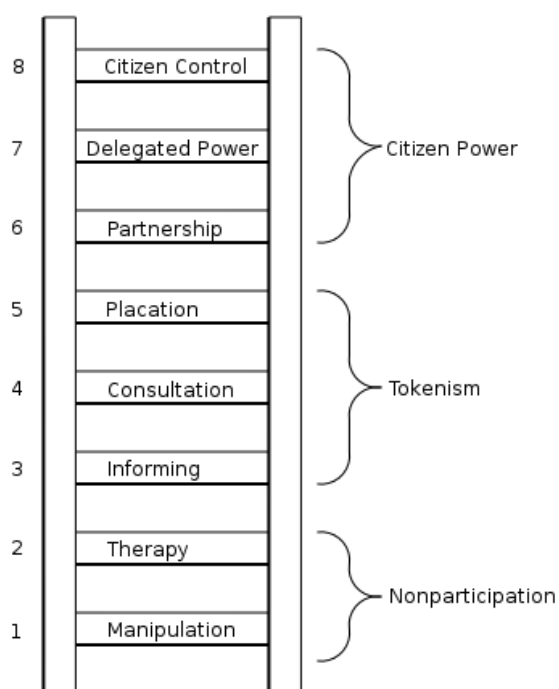 8 Citizen Control
7 Delegated Power
Citizen Power
6 Partnership
5 Placation
4 Consultation
Tokenism
3 Informing
2 Therapy
Nonparticipation
1 Manipulation